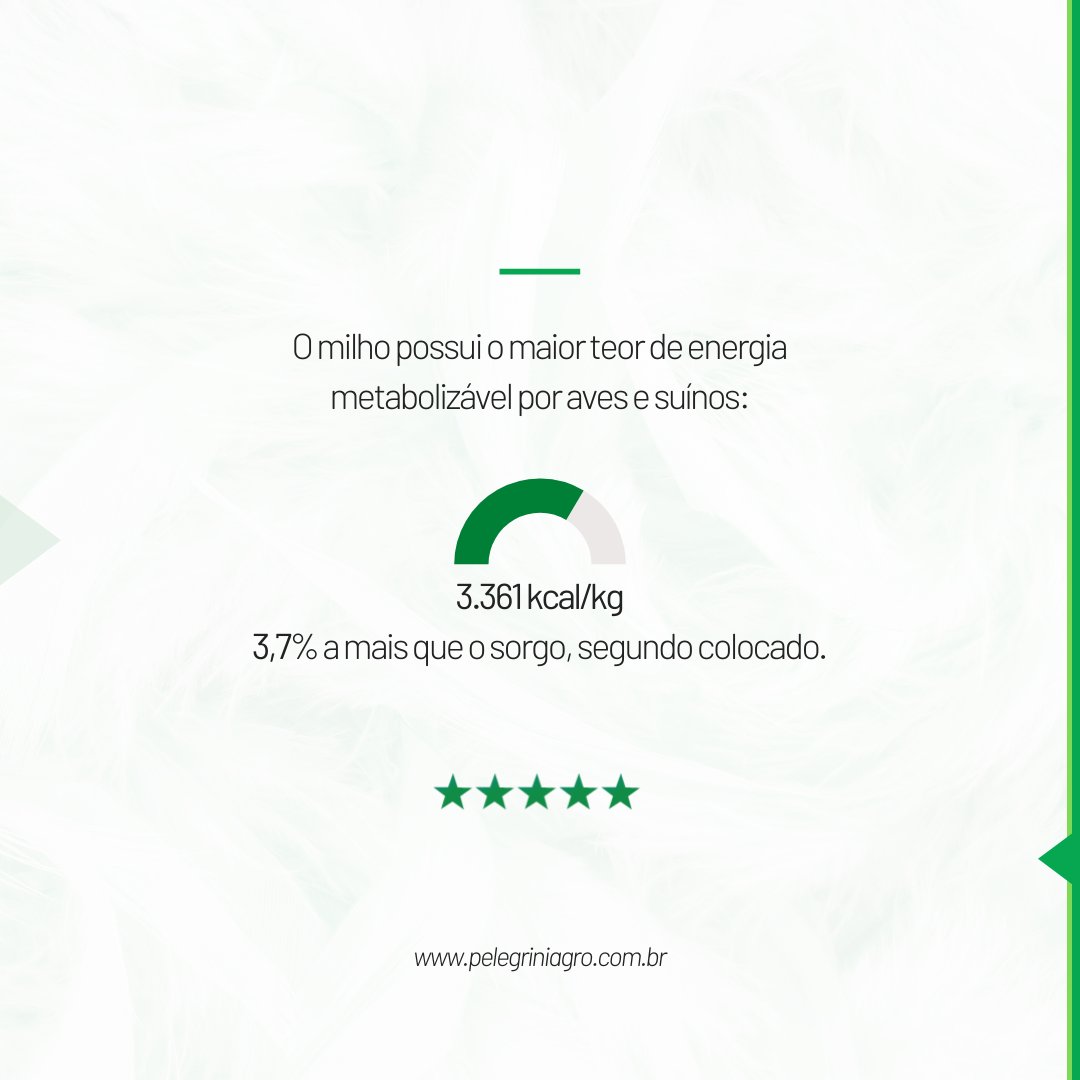 O milho possui o maior teor de energia
metabolizável por aves e suínos:
3.361 kcal/kg
3,7% a mais que o sorgo, segundo colocado.
www.pelegriniagro.com.br